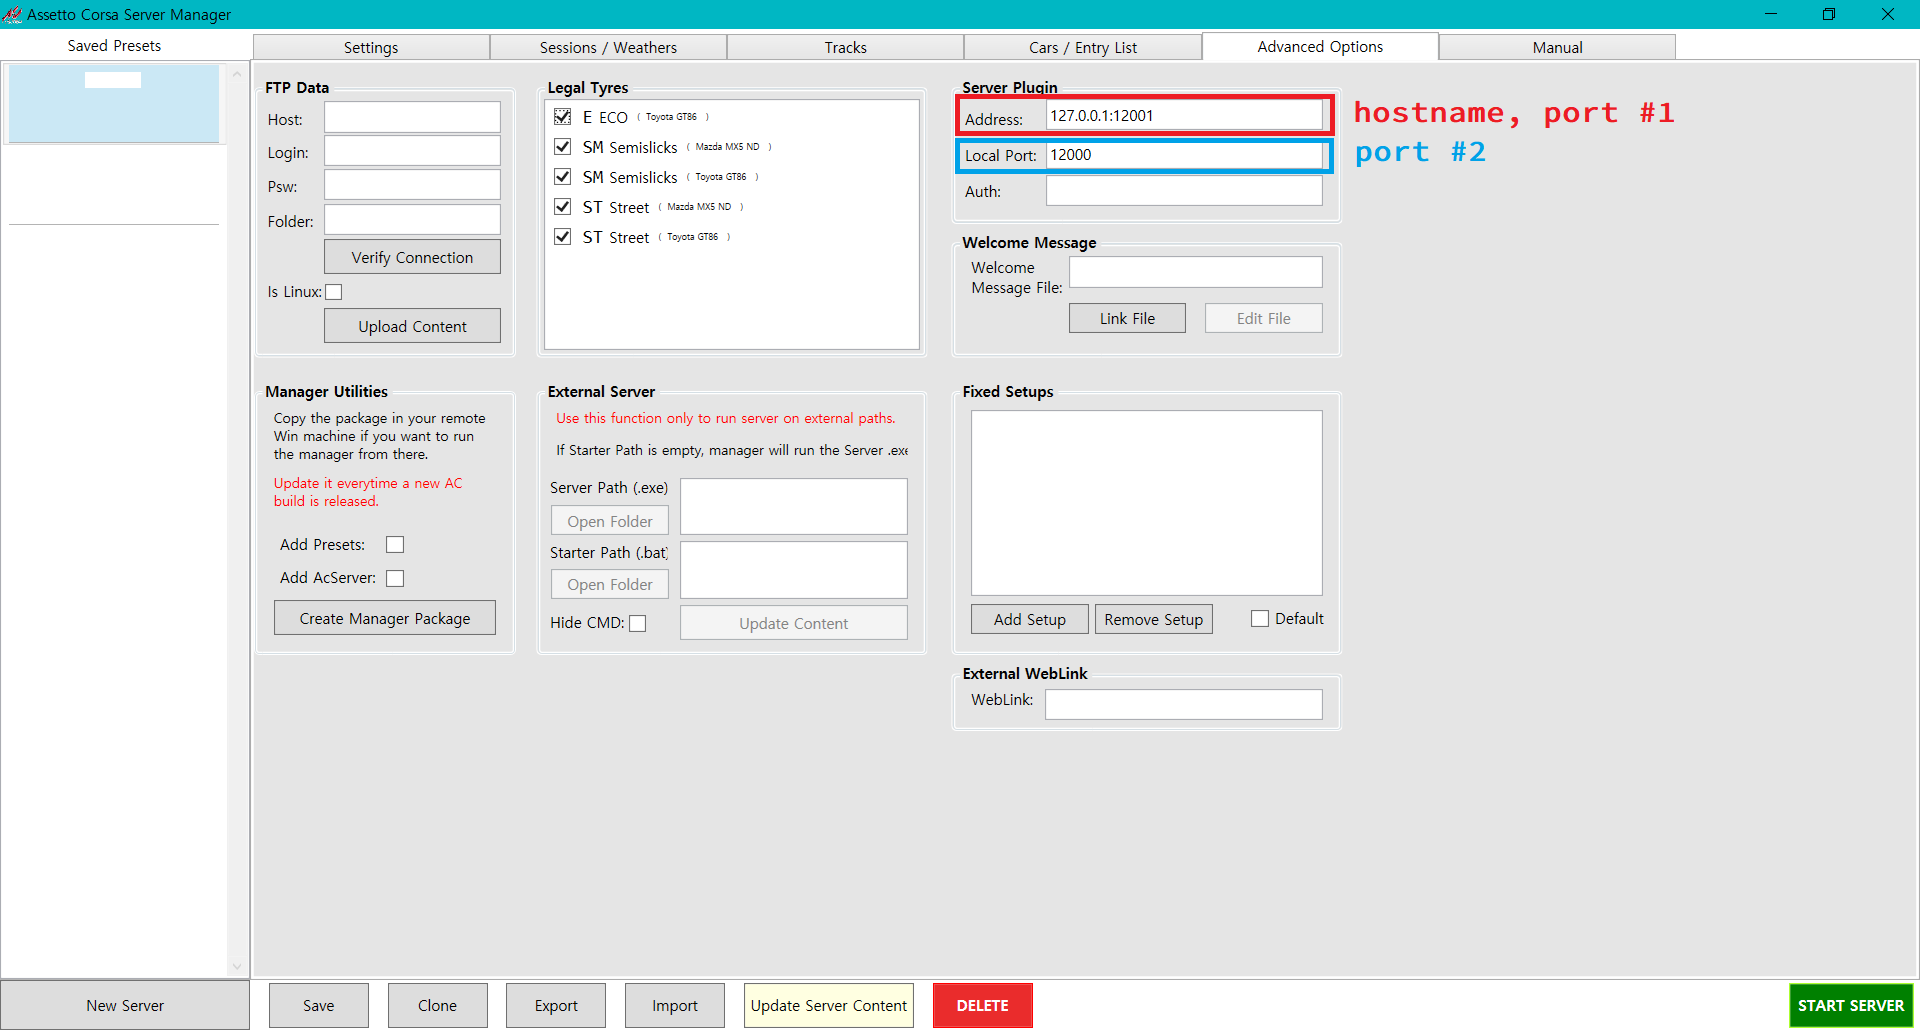 Assetto Corsa Server Manager
Saved Presets
Settings
Sessions / Weathers
Tracks
Cars / Entry List
Advanced Options
Manual
FTP Data
Host:
Login:
Psw:
Folder:
Verify Connection
Is Linux:
Upload Content
Legal Tyres
E ECO ( Toyota GT86 )
SM Semislicks ( Mazda MX5 ND )
SM Semislicks ( Toyota GT86 )
ST Street ( Mazda MX5 ND )
ST Street ( Toyota GT86 )
Server Plugin
Address: 127.0.0.1:12001
hostname, port #1
Local Port: 12000
port #2
Auth:
Welcome Message
Welcome
Message File:
Link File
Edit File
Manager Utilities
Copy the package in your remote
Win machine if you want to run
the manager from there.
Update it everytime a new AC
build is released.
Add Presets:
Add AcServer:
Create Manager Package
External Server
Use this function only to run server on external paths.
If Starter Path is empty, manager will run the Server .exe
Server Path (.exe)
Open Folder
Starter Path (.bat)
Open Folder
Hide CMD:
Update Content
Fixed Setups
Add Setup
Remove Setup
Default
External WebLink
WebLink:
New Server
Save
Clone
Export
Import
Update Server Content
DELETE
START SERVER